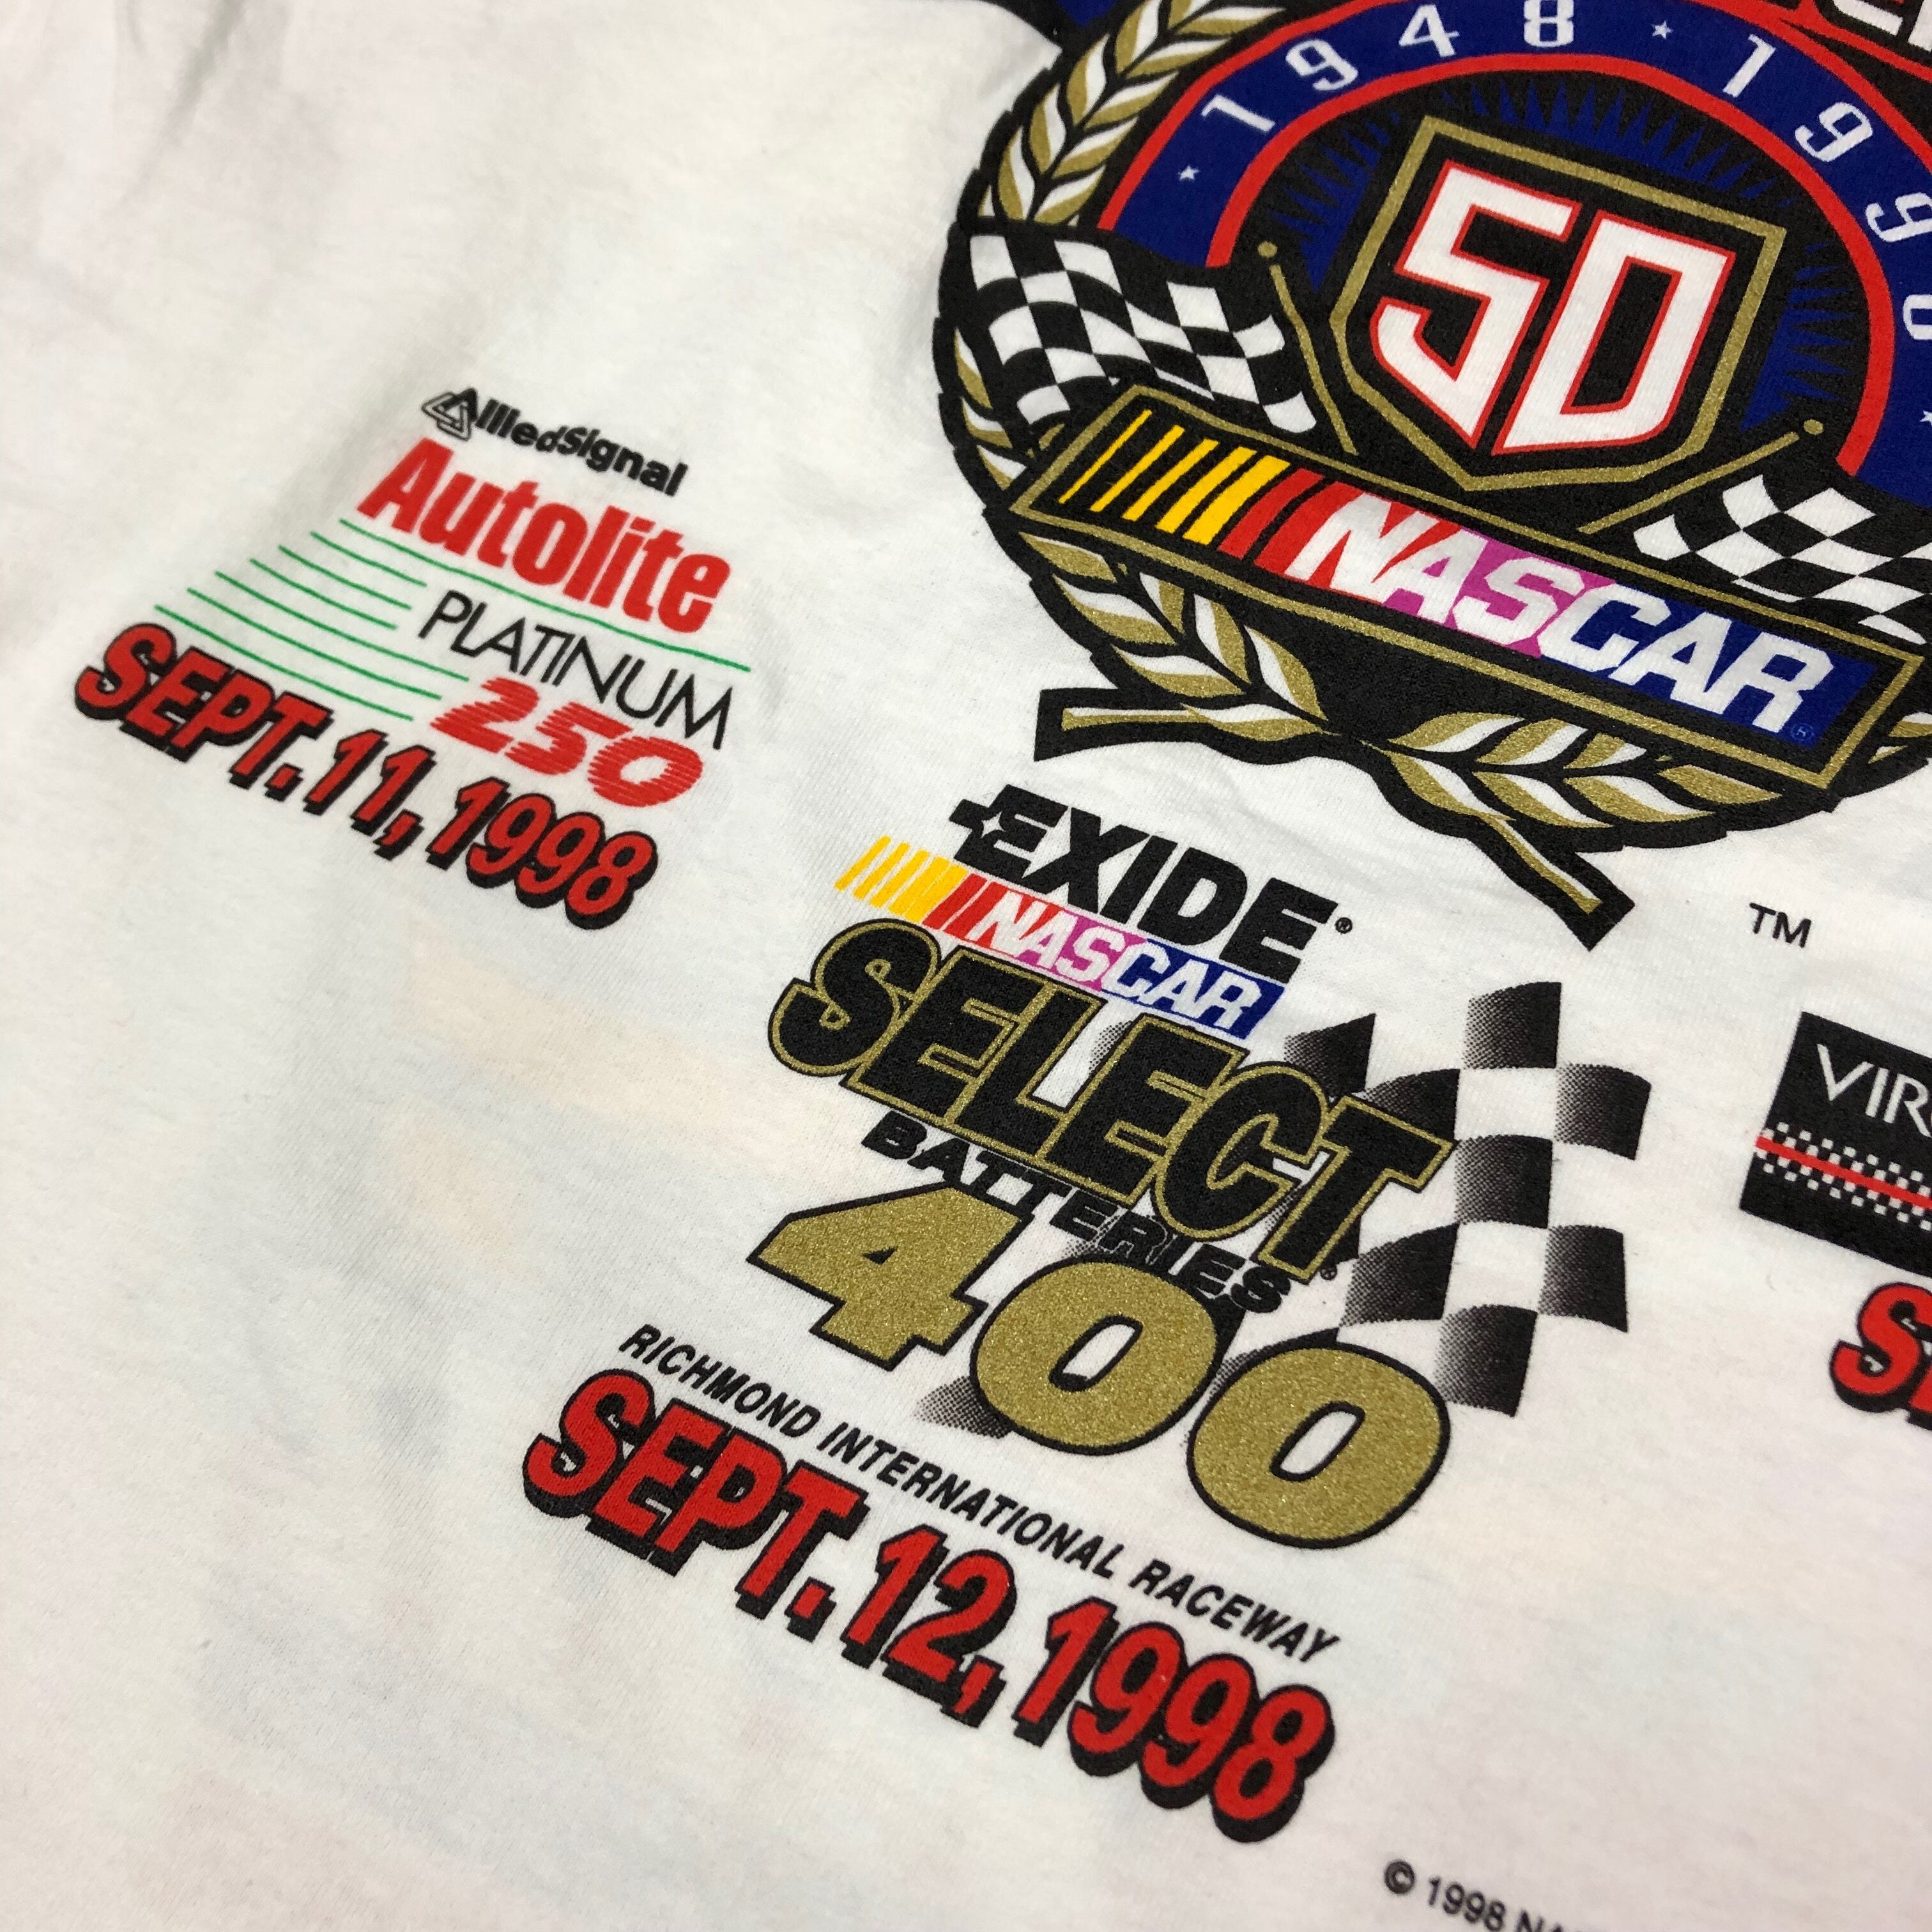 1948 ★ 1998
50
NASCAR®
TM
AlliedSignal
Autolite
PLATINUM
250
SEPT. 11, 1998
EXIDE®
NASCAR
SELECT®
BATTERIES
400
RICHMOND INTERNATIONAL RACEWAY
SEPT. 12, 1998
© 1998